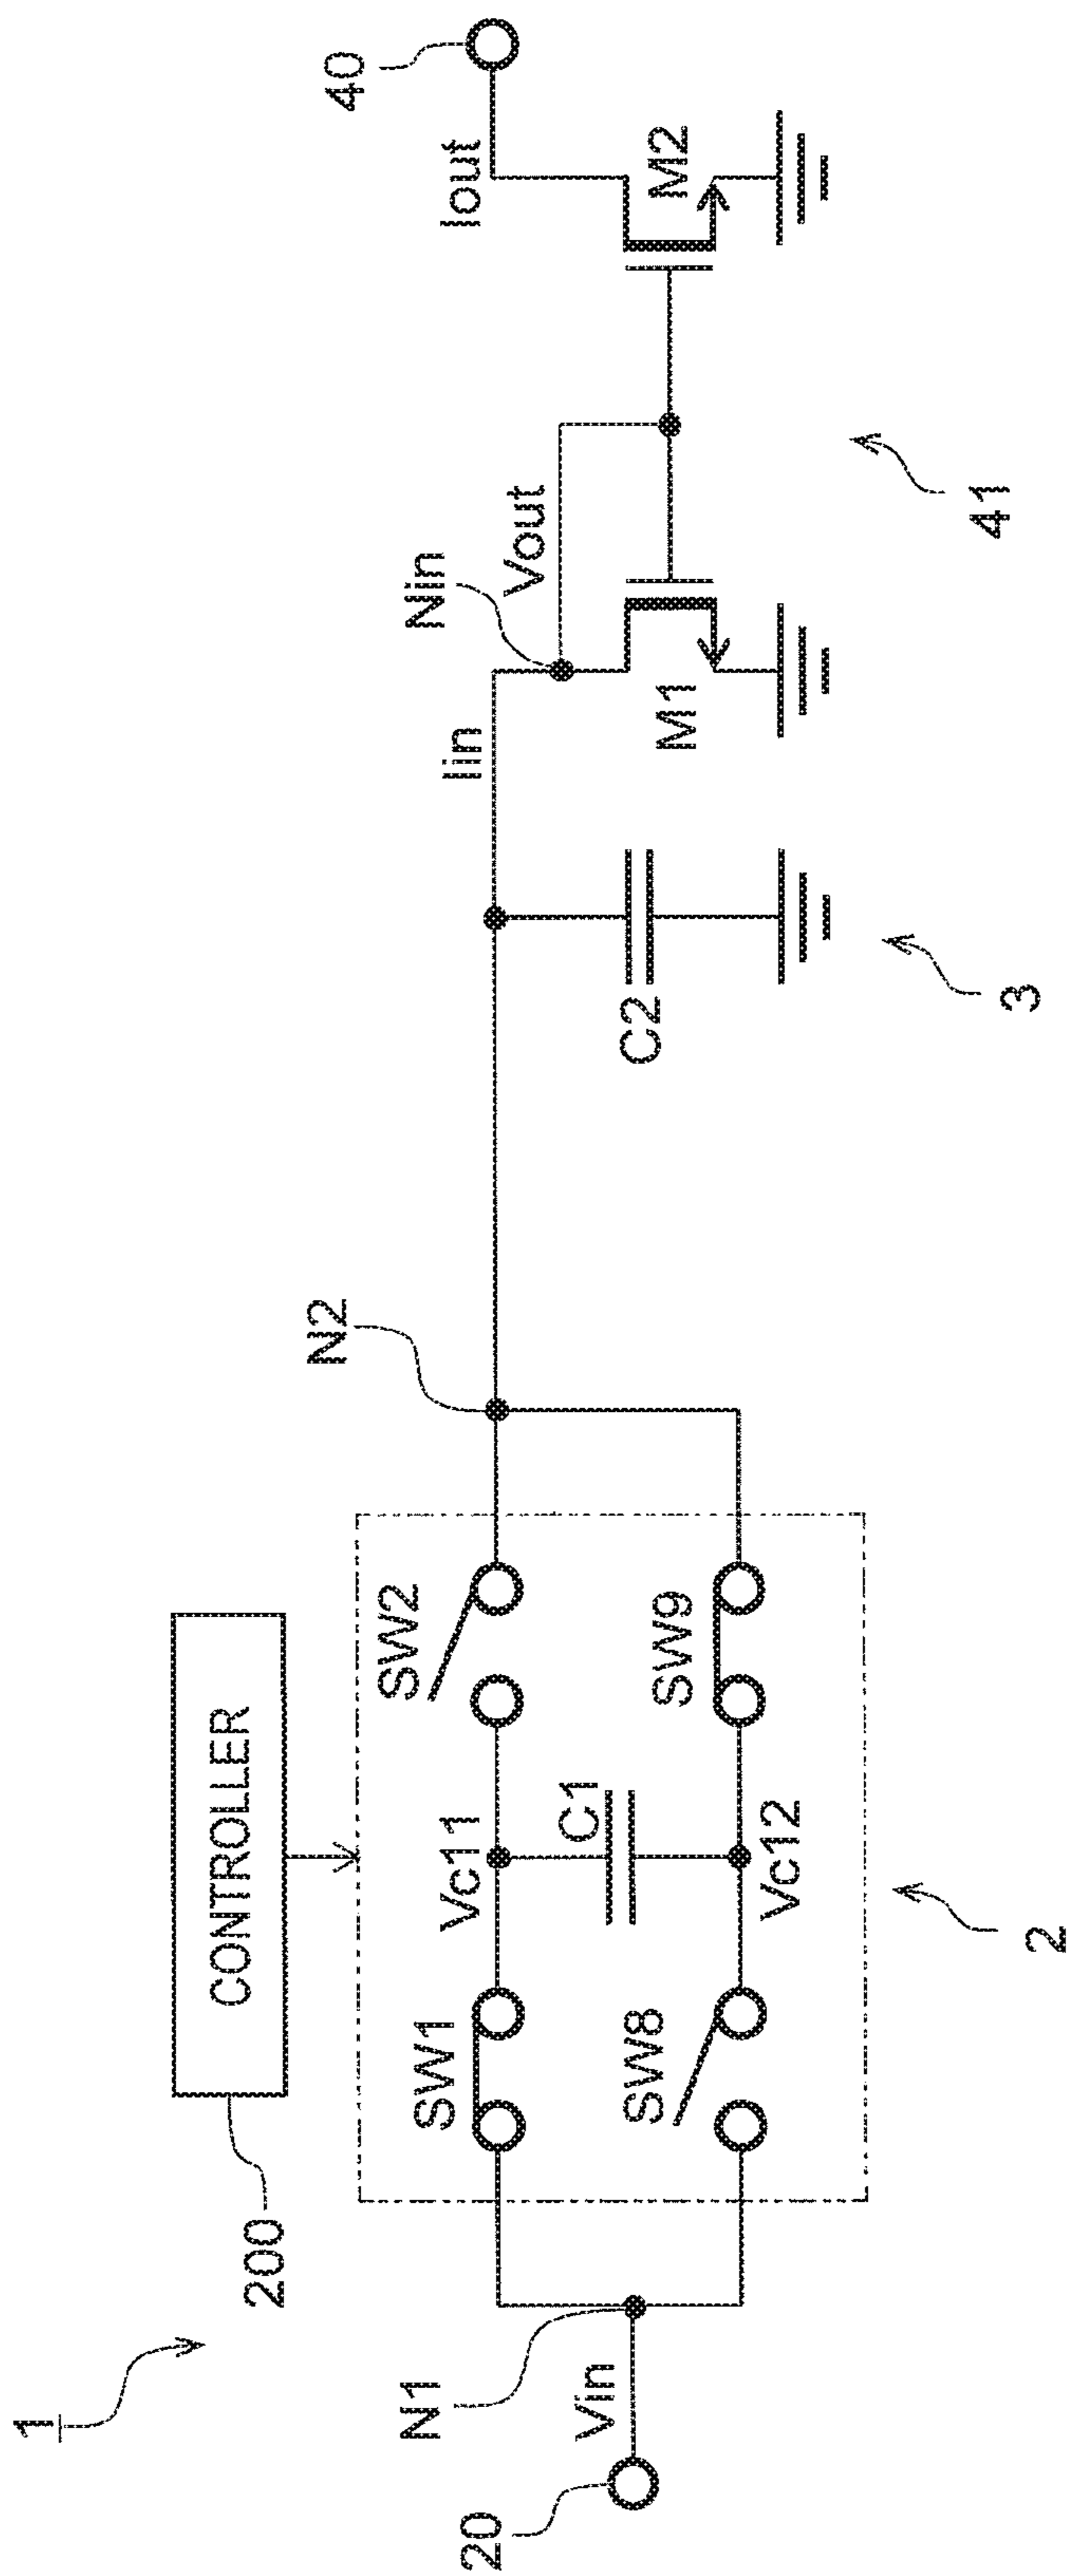 1
200
CONTROLLER
20
Vin
N1
SW1
SW8
Vc11
C1
Vc12
SW2
SW9
2
N2
C2
3
Iin
Nin
Vout
M1
41
Iout
M2
40